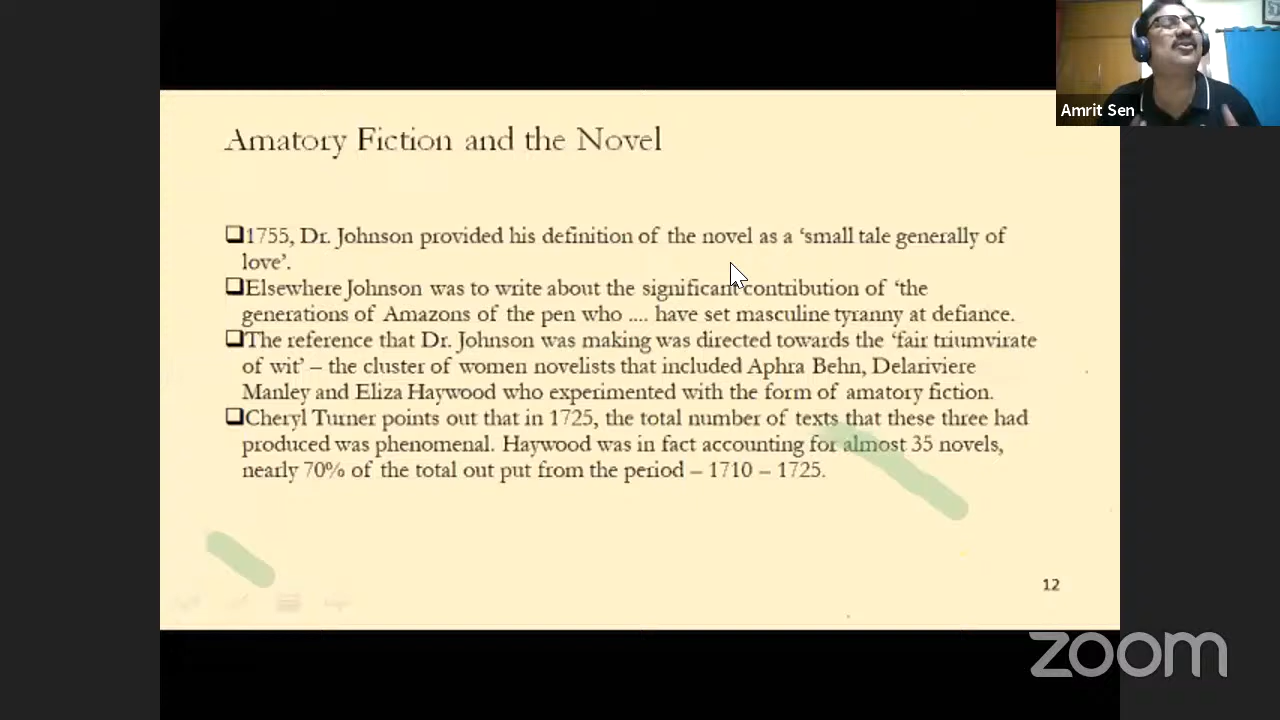 Amrit Sen
Amatory Fiction and the Novel
❑1755, Dr. Johnson provided his definition of the novel as a ‘small tale generally of
love’.
❑Elsewhere Johnson was to write about the significant contribution of ‘the
generations of Amazons of the pen who .... have set masculine tyranny at defiance.
❑The reference that Dr. Johnson was making was directed towards the ‘fair triumvirate
of wit’ – the cluster of women novelists that included Aphra Behn, Delariviere
Manley and Eliza Haywood who experimented with the form of amatory fiction.
❑Cheryl Turner points out that in 1725, the total number of texts that these three had
produced was phenomenal. Haywood was in fact accounting for almost 35 novels,
nearly 70% of the total out put from the period – 1710 – 1725.
12
zoom